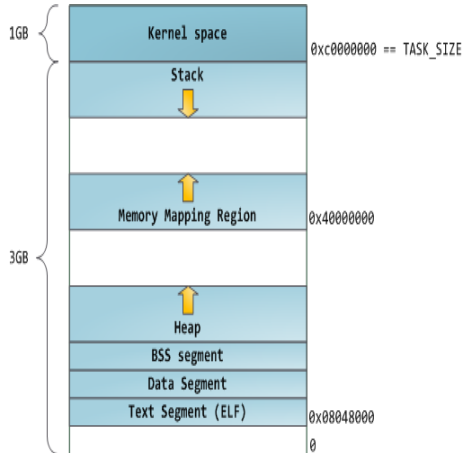 1GB
Kernel space
0xc0000000 == TASK_SIZE
Stack
Memory Mapping Region
0x40000000
3GB
Heap
BSS segment
Data Segment
Text Segment (ELF)
0x08048000
0